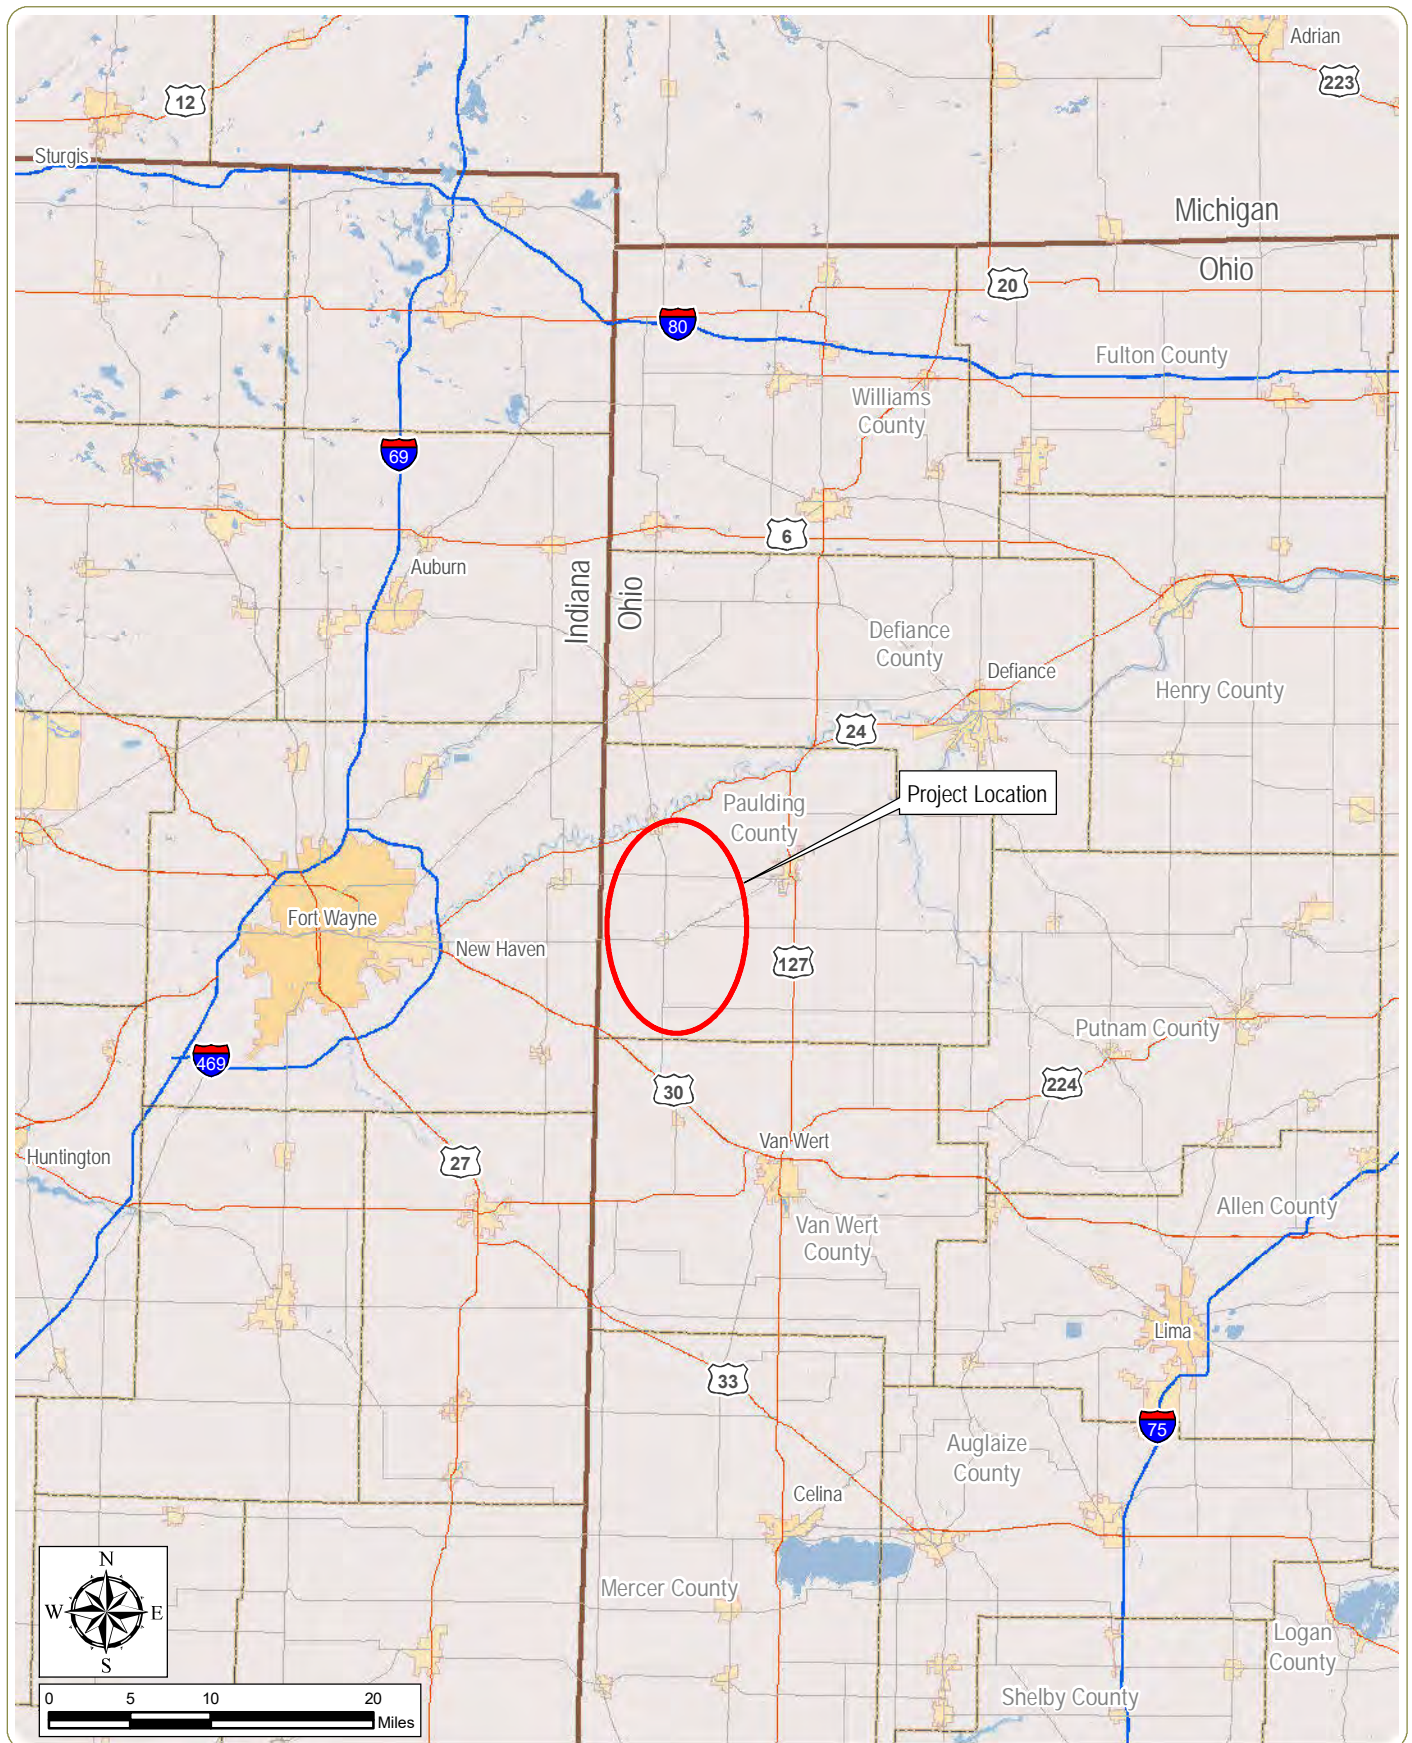 Adrian
223
12
Sturgis
Michigan
Ohio
20
80
Fulton County
Williams
County
69
6
Auburn
Indiana
Ohio
Defiance
County
Defiance
Henry County
24
Project Location
Paulding
County
Fort Wayne
New Haven
127
Putnam County
469
30
224
Van Wert
Huntington
27
Allen County
Van Wert
County
Lima
33
75
Auglaize
County
Celina
N
W
E
S
Mercer County
Logan
County
Shelby County
0 5 10 20
Miles